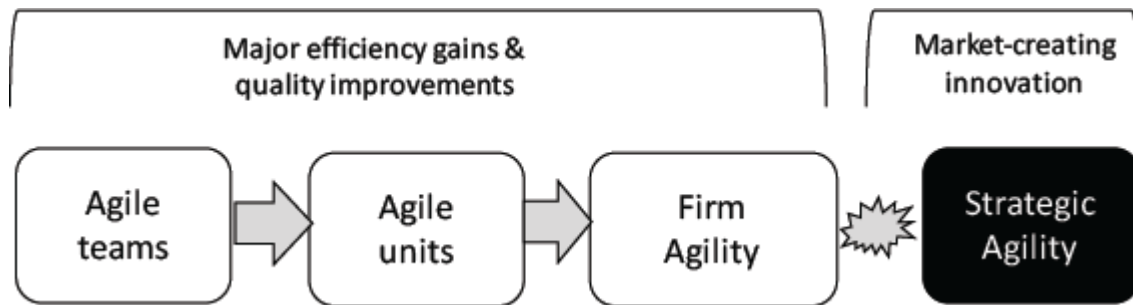 Major efficiency gains &
quality improvements
Market-creating
innovation
Agile
teams
Agile
units
Firm
Agility
Strategic
Agility